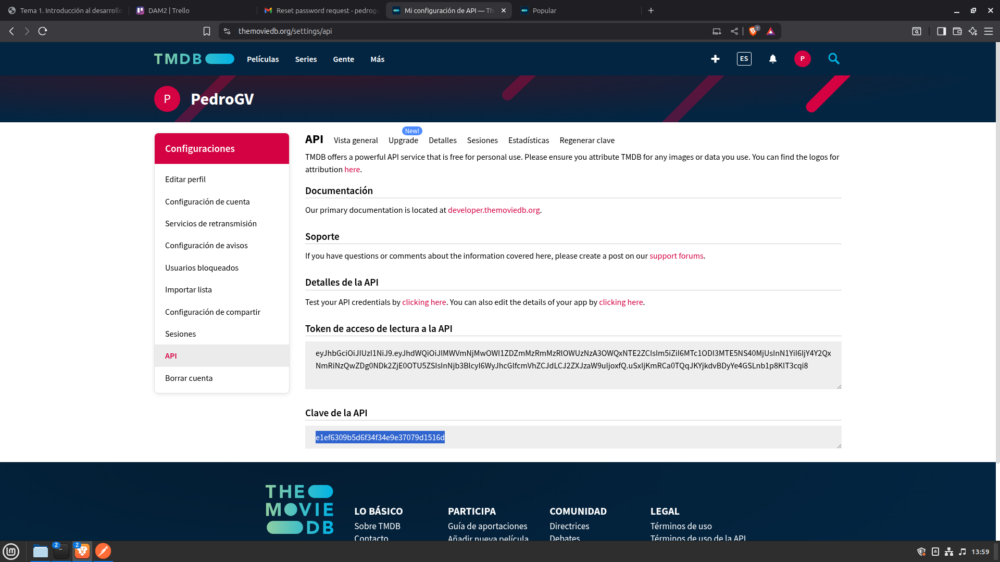 Tema 1. Introducción al desarrollo
DAM2 | Trello
Reset password request - pedrogu
Mi configuración de API — Th
Popular
themoviedb.org/settings/api
7
TMDB
Películas
Series
Gente
Más
ES
P
P
PedroGV
Configuraciones
Editar perfil
Configuración de cuenta
Servicios de retransmisión
Configuración de avisos
Usuarios bloqueados
Importar lista
Configuración de compartir
Sesiones
API
Borrar cuenta
New!
API Vista general Upgrade Detalles Sesiones Estadísticas Regenerar clave
TMDB offers a powerful API service that is free for personal use. Please ensure you attribute TMDB for any images or data you use. You can find the logos for
attribution here.
Documentación
Our primary documentation is located at developer.themoviedb.org.
Soporte
If you have questions or comments about the information covered here, please create a post on our support forums.
Detalles de la API
Test your API credentials by clicking here. You can also edit the details of your app by clicking here.
Token de acceso de lectura a la API
Clave de la API
e1ef6309b5d6f34f34e9e37079d1516d
THE
MOVIE
DB
LO BÁSICO
Sobre TMDB
Contacto
PARTICIPA
Guía de aportaciones
Añadir nueva película
COMUNIDAD
Directrices
Debates
LEGAL
Términos de uso
Términos de uso de la API
2
2
13:59